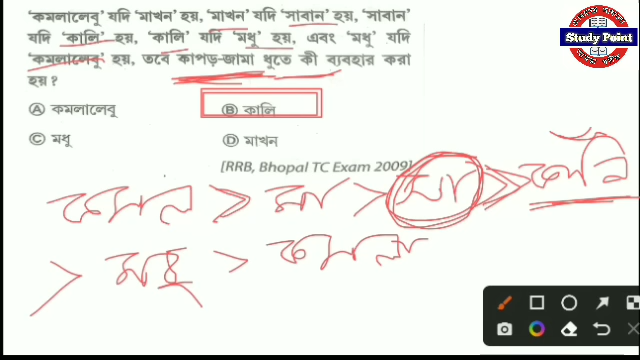 'কমলালেবু' যদি 'মাখন' হয়, 'মাখন' যদি 'সাবান' হয়, 'সাবান'
যদি 'কালি' হয়, 'কালি' যদি 'মধু' হয়, এবং 'মধু' যদি
'কমলালেবু' হয়, তবে কাপড়-জামা ধুতে কী ব্যবহার করা
হয়?
A কমলালেবু B কালি
C মধু D মাখন
[RRB, Bhopal TC Exam 2009]
Study Point
> মা > সা >
> মধু > কমলা